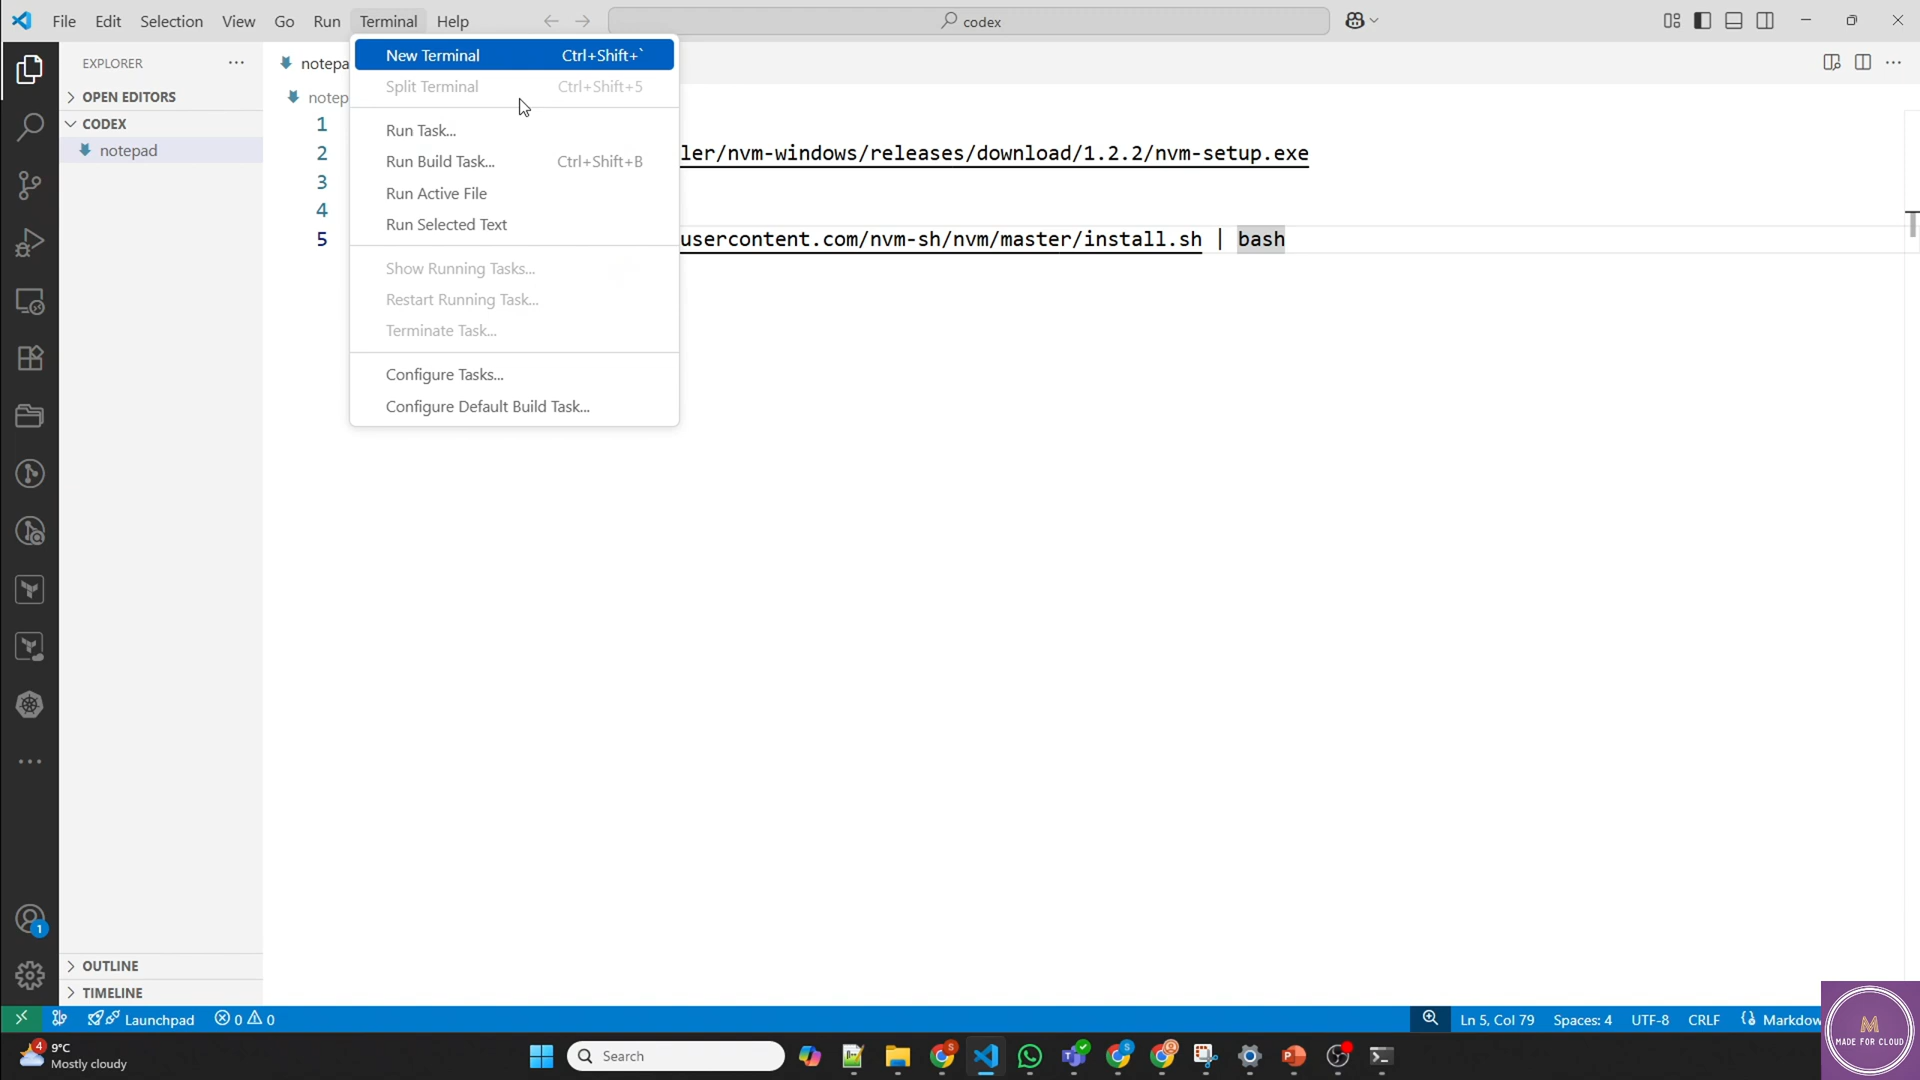 File Edit Selection View Go Run Terminal Help
codex
EXPLORER
OPEN EDITORS
CODEX
notepad
notepa
notep
New Terminal Ctrl+Shift+`
Split Terminal Ctrl+Shift+5
Run Task...
Run Build Task... Ctrl+Shift+B
Run Active File
Run Selected Text
Show Running Tasks...
Restart Running Task...
Terminate Task...
Configure Tasks...
Configure Default Build Task...
1
2 ler/nvm-windows/releases/download/1.2.2/nvm-setup.exe
3
4
5 usercontent.com/nvm-sh/nvm/master/install.sh | bash
1
OUTLINE
TIMELINE
Launchpad 0 0
Ln 5, Col 79 Spaces: 4 UTF-8 CRLF Markdow
4 9°C
Mostly cloudy
Search
M
MADE FOR CLOUD